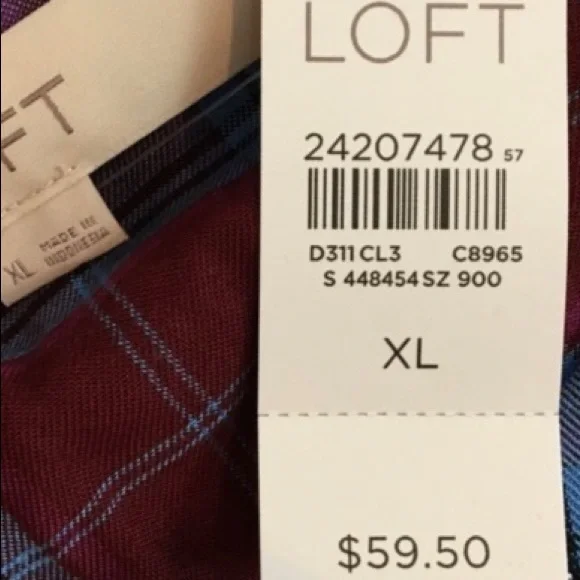 LOFT
24207478 57
D311 CL3 C8965
S 448454 SZ 900
XL
$59.50
FT
XL
MADE IN
INDONESIA